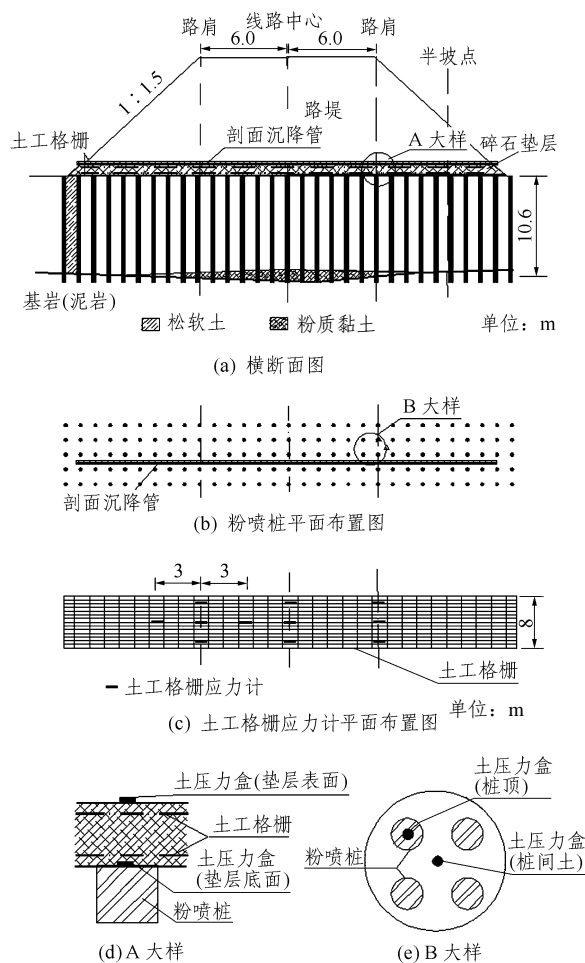 线路中心
路肩
路肩
6.0
6.0
半坡点
1∶1.5
路堤
土工格栅
剖面沉降管
A 大样
碎石垫层
10.6
基岩(泥岩)
松软土
粉质黏土
单位：m
(a) 横断面图
B 大样
剖面沉降管
(b) 粉喷桩平面布置图
3
3
8
土工格栅
土工格栅应力计
单位：m
(c) 土工格栅应力计平面布置图
土压力盒(垫层表面)
土工格栅
土压力盒
(垫层底面)
粉喷桩
(d) A 大样
土压力盒
(桩顶)
土压力盒
(桩间土)
粉喷桩
(e) B 大样